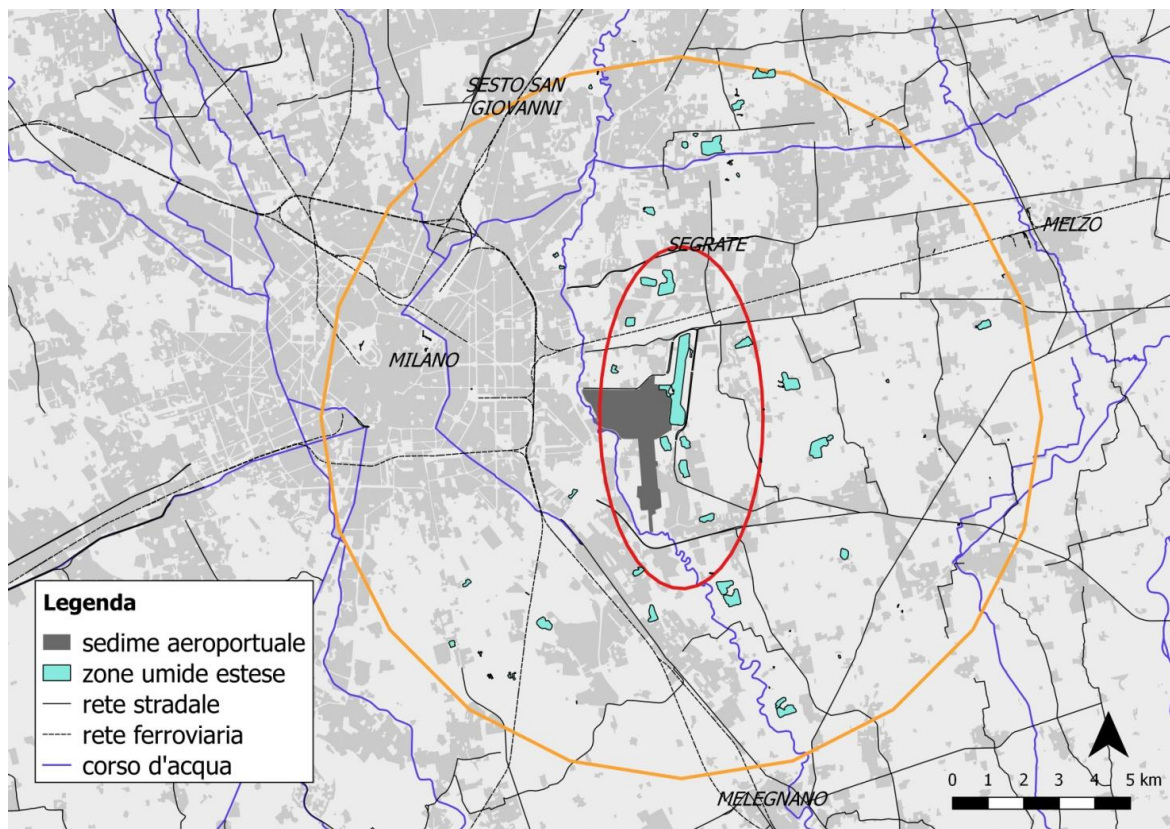 SESTO SAN
GIOVANNI
SEGRATE
MELZO
MILANO
Legenda
sedime aeroportuale
zone umide estese
rete stradale
rete ferroviaria
corso d'acqua
MELEGNANO
0 1 2 3 4 5 km